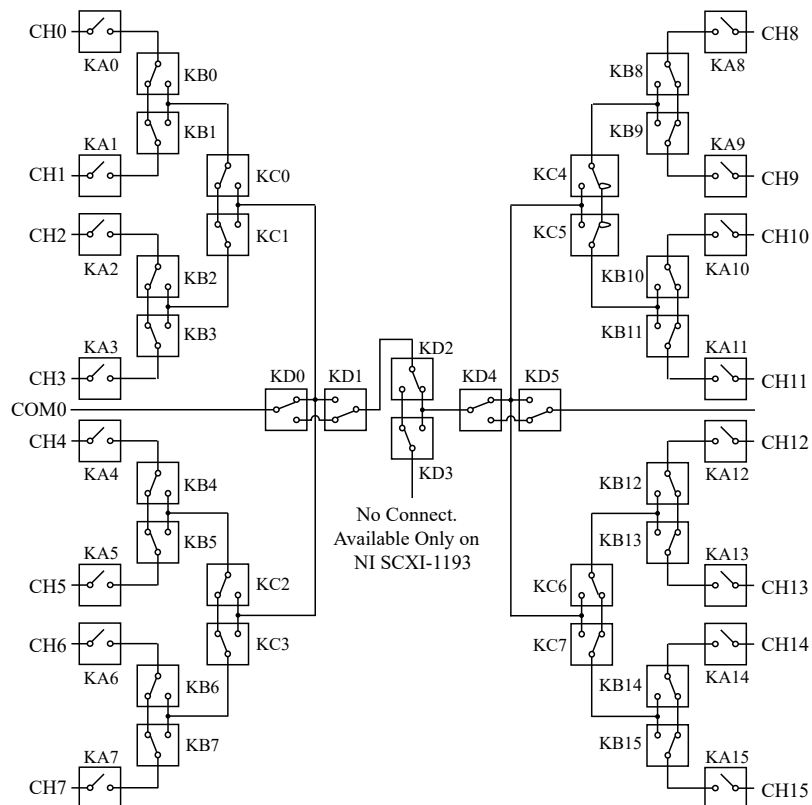 CH0
KA0
KB0
KB1
KA1
CH1
KC0
KC1
CH2
KA2
KB2
KB3
KA3
CH3
KD0
KD1
KD2
KD3
KD4
KD5
COM0
CH4
KA4
KB4
KB5
KA5
CH5
KC2
KC3
CH6
KA6
KB6
KB7
KA7
CH7
No Connect.
Available Only on
NI SCXI-1193
CH8
KA8
KB8
KB9
KA9
CH9
KC4
KC5
CH10
KA10
KB10
KB11
KA11
CH11
CH12
KA12
KB12
KB13
KA13
CH13
KC6
KC7
CH14
KA14
KB14
KB15
KA15
CH15